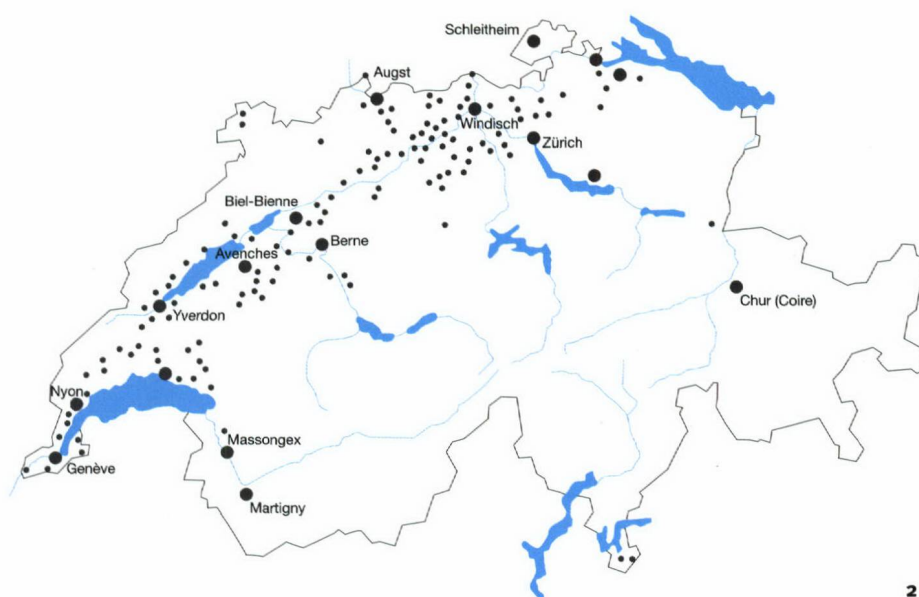 Schleitheim
Augst
Windisch
Zürich
Biel-Bienne
Berne
Avenches
Chur (Coire)
Yverdon
Nyon
Massongex
Genève
Martigny
2